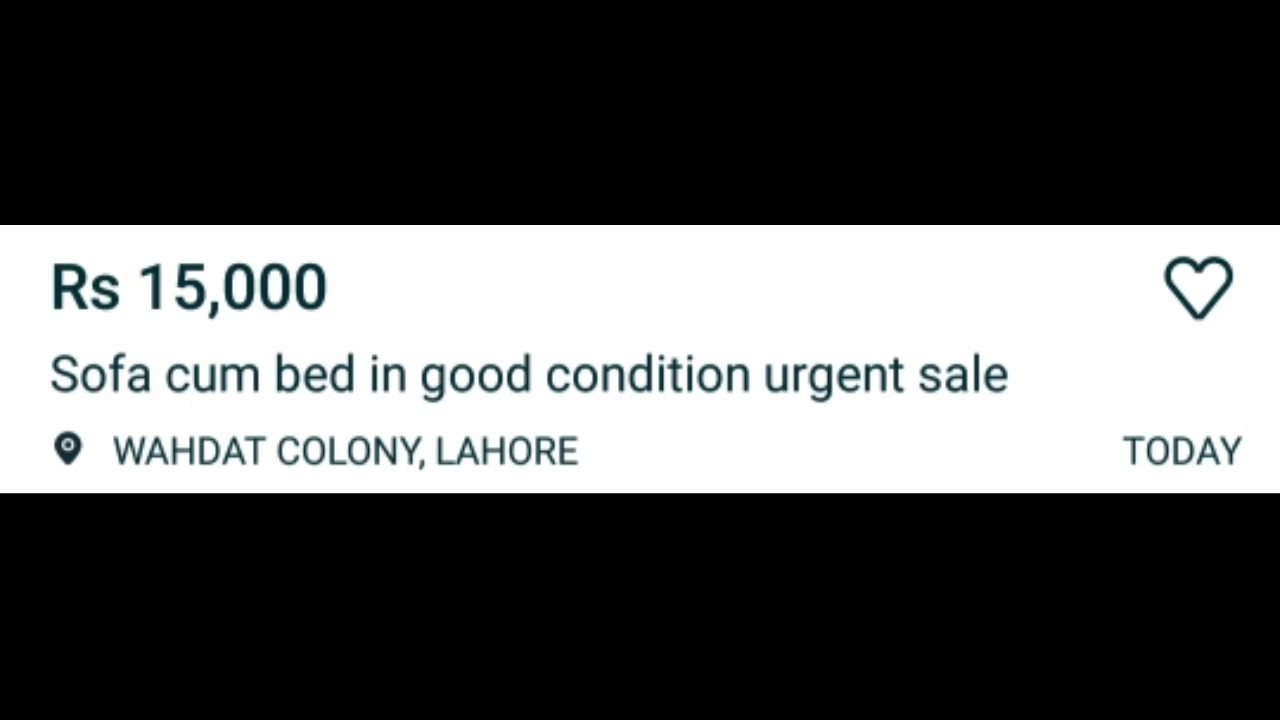 Rs 15,000
Sofa cum bed in good condition urgent sale
WAHDAT COLONY, LAHORE TODAY